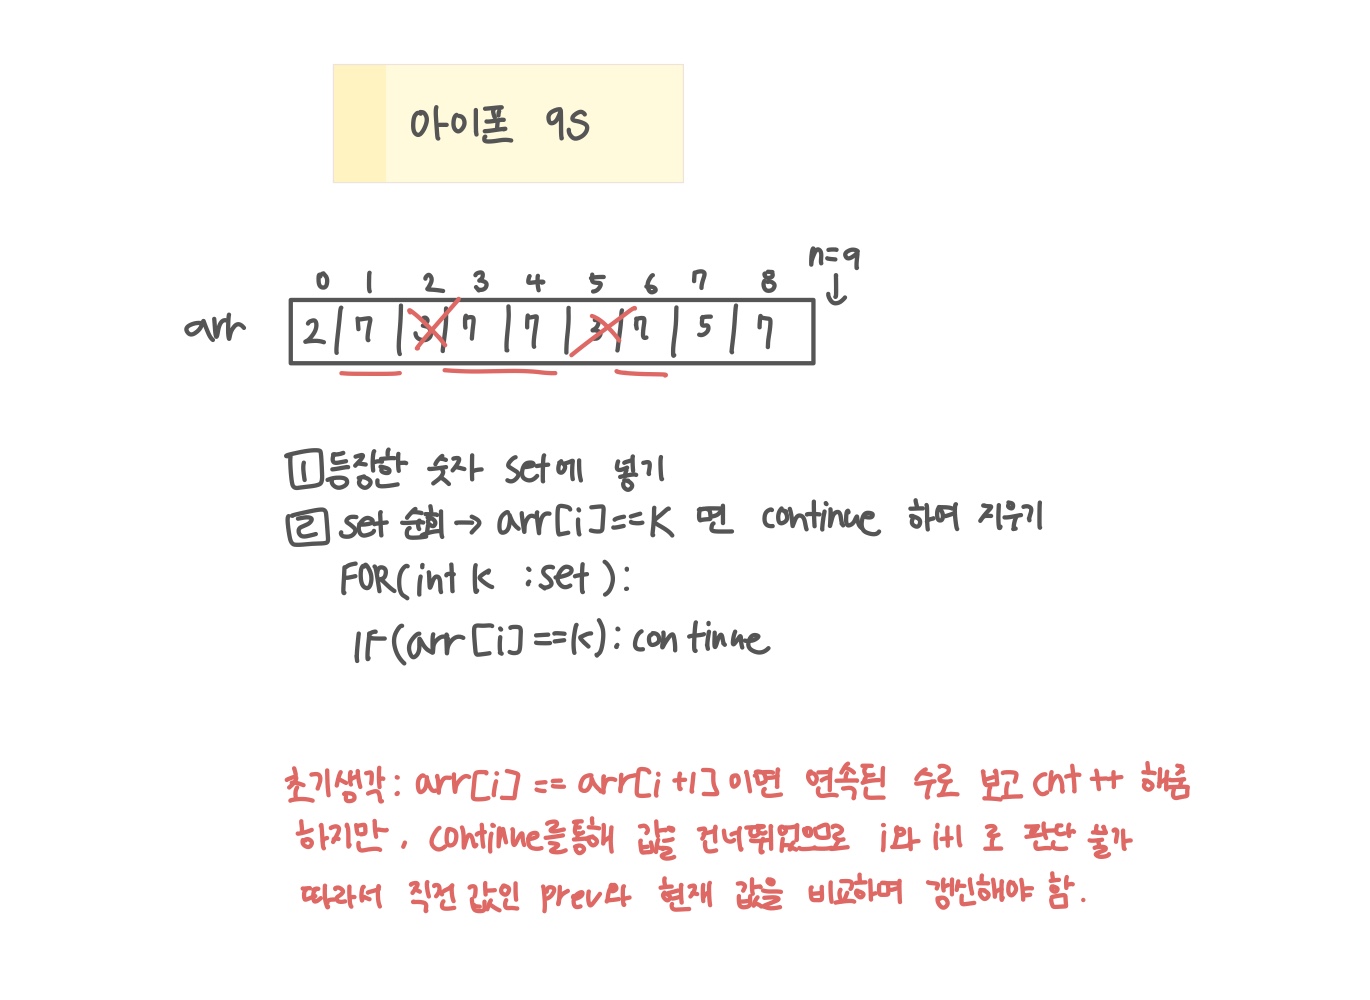 아이폰 9S
n=9
0 1 2 3 4 5 6 7 8
arr 2 7 3 7 7 3 7 5 7
1 등장한 숫자 set에 넣기
2 set 순회 → arr[i]==K 면 continue 하여 지우기
FOR(int k : set):
IF(arr[i]==k): continue
초기생각: arr[i] == arr[i+1] 이면 연속된 수로 보고 cnt++ 해줌
하지만, continue를통해 값을 건너뛰었으므로 i와 i+1 로 판단 불가
따라서 직전 값인 prev와 현재 값을 비교하며 갱신해야 함.